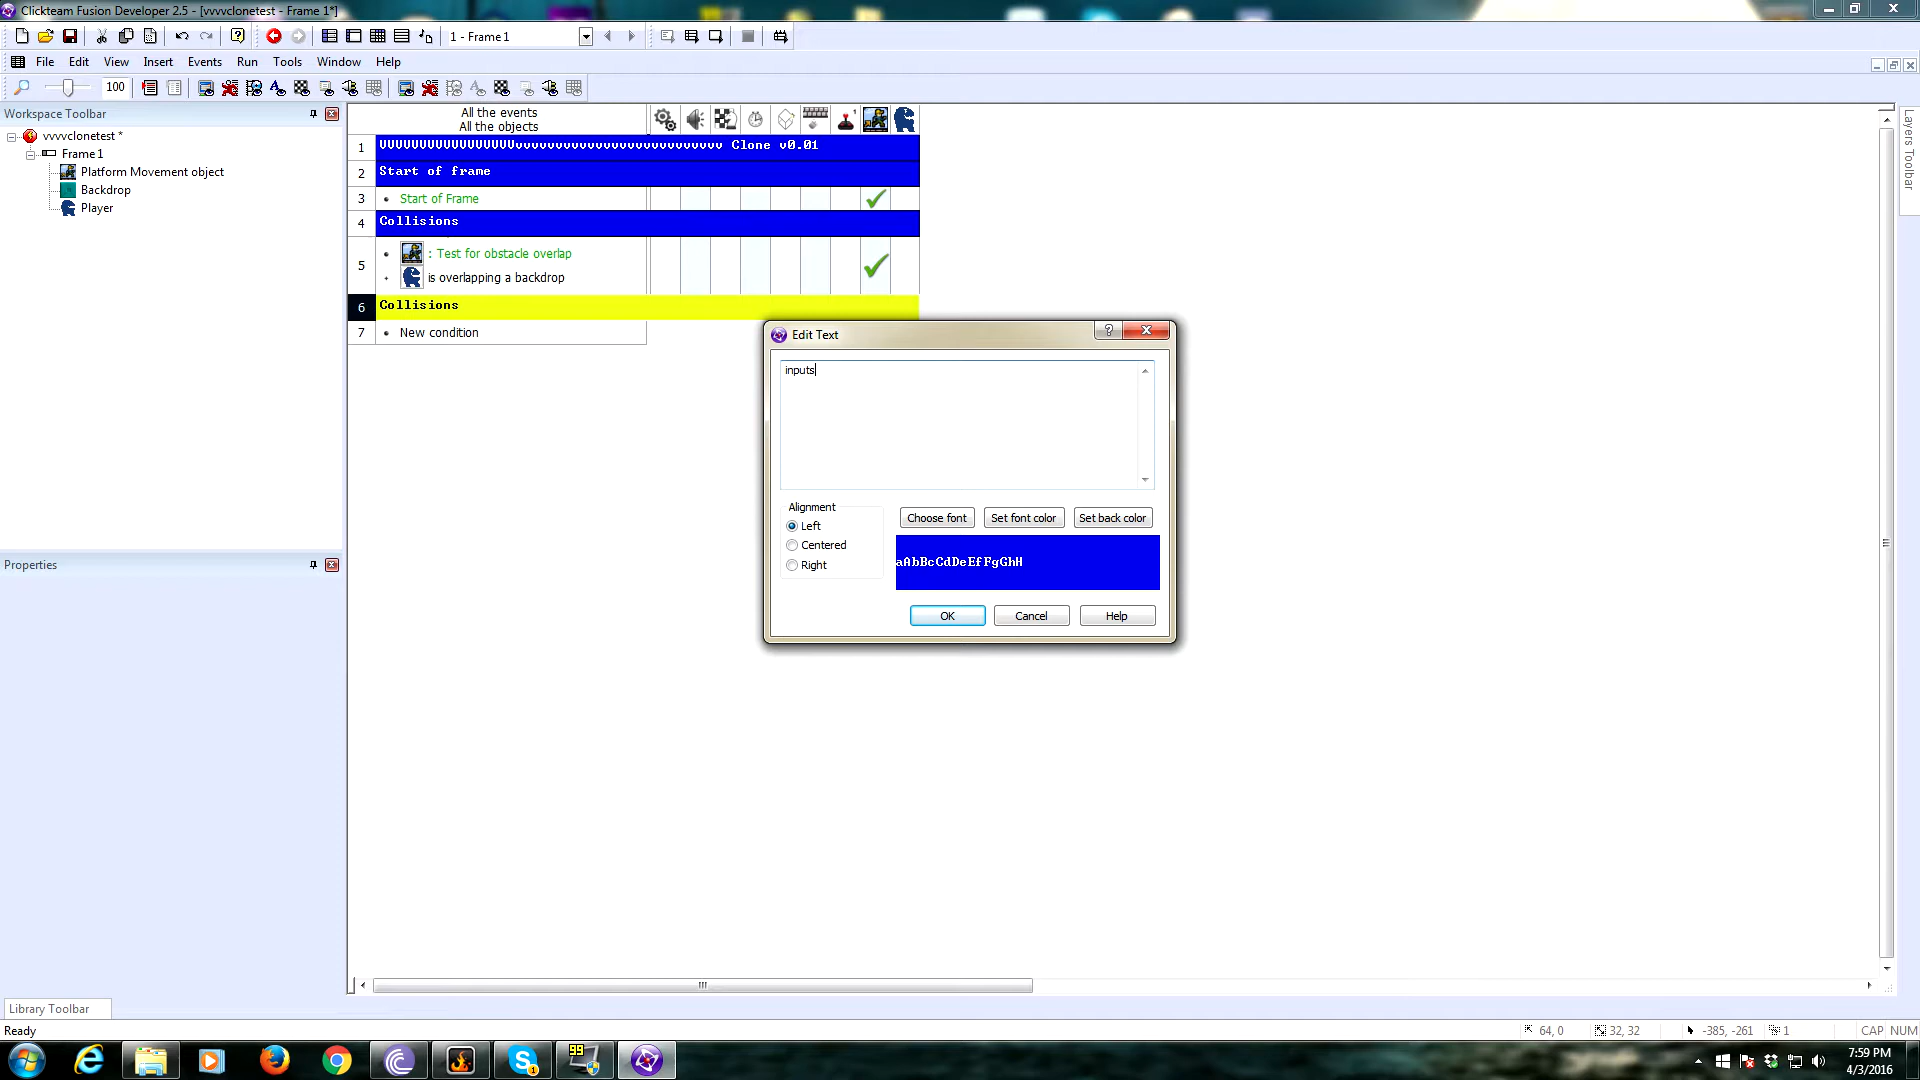 Clickteam Fusion Developer 2.5 - [vvvvclonetest - Frame 1*]
1 - Frame 1
File Edit View Insert Events Run Tools Window Help
100
Workspace Toolbar
vvvvclonetest *
Frame 1
Platform Movement object
Backdrop
Player
All the events
All the objects
1
Clone v0.01
2 Start of frame
3 Start of Frame
4 Collisions
5
: Test for obstacle overlap
is overlapping a backdrop
6 Collisions
7 New condition
Layers Toolbar
Edit Text
inputs
Alignment
Left
Centered
Right
Choose font Set font color Set back color
aAbBcCdDeEfFgGhH
OK Cancel Help
Properties
Library Toolbar
Ready
64, 0
32, 32
-385, -261
1
CAP NUM
99
1
7:59 PM
4/3/2016